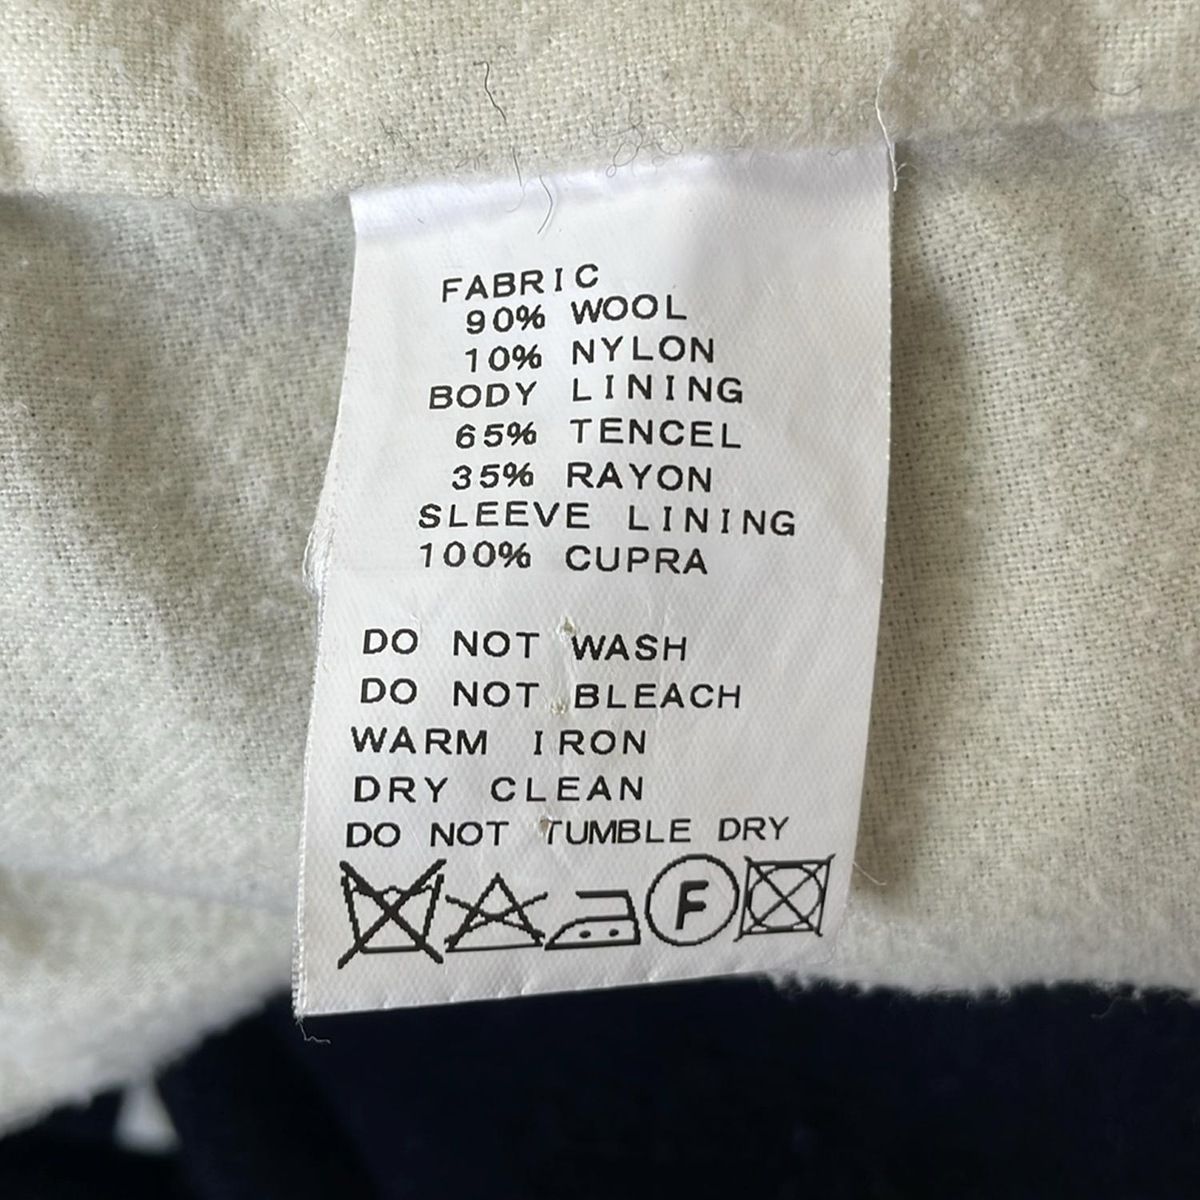 FABRIC
90% WOOL
10% NYLON
BODY LINING
65% TENCEL
35% RAYON
SLEEVE LINING
100% CUPRA
DO NOT WASH
DO NOT BLEACH
WARM IRON
DRY CLEAN
DO NOT TUMBLE DRY
F